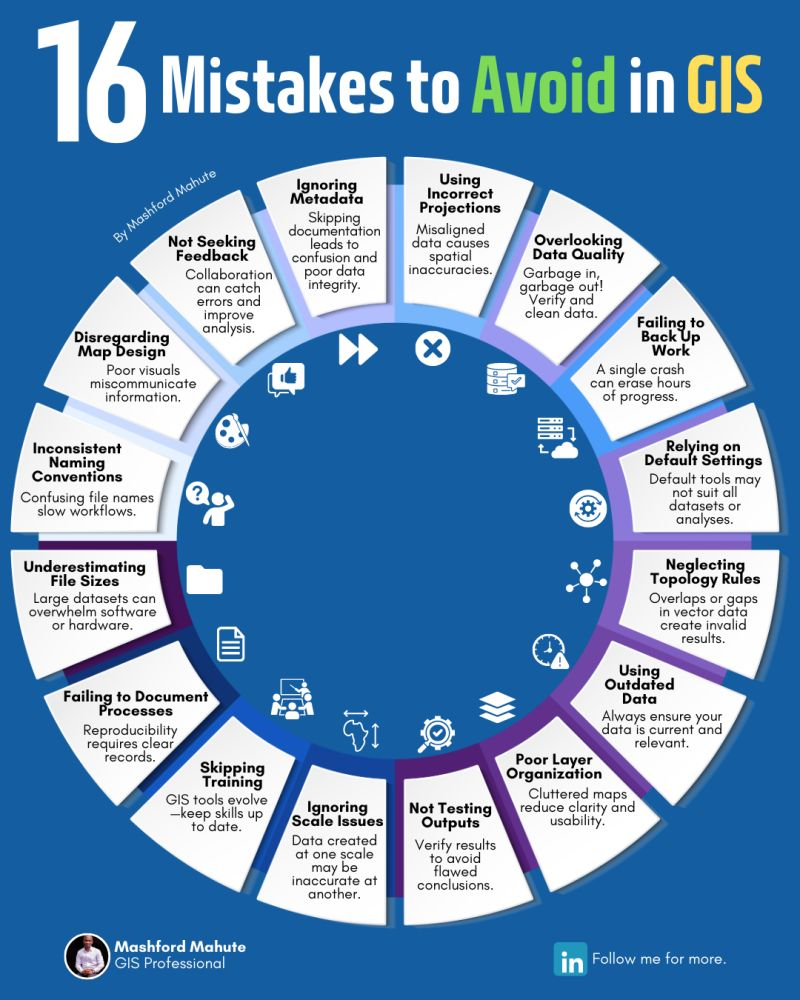 16 Mistakes to Avoid in GIS
By Mashford Mahute
Ignoring
Metadata
Skipping
documentation
leads to
confusion and
poor data
integrity.
Using
Incorrect
Projections
Misaligned
data causes
spatial
inaccuracies.
Overlooking
Data Quality
Garbage in,
garbage out!
Verify and
clean data.
Failing to
Back Up
Work
A single crash
can erase hours
of progress.
Relying on
Default Settings
Default tools may
not suit all
datasets or
analyses.
Neglecting
Topology Rules
Overlaps or gaps
in vector data
create invalid
results.
Using
Outdated
Data
Always ensure your
data is current and
relevant.
Poor Layer
Organization
Cluttered maps
reduce clarity and
usability.
Not Testing
Outputs
Verify results
to avoid
flawed
conclusions.
Ignoring
Scale Issues
Data created
at one scale
may be
inaccurate at
another.
Skipping
Training
GIS tools evolve
—keep skills up
to date.
Failing to Document
Processes
Reproducibility
requires clear
records.
Underestimating
File Sizes
Large datasets can
overwhelm software
or hardware.
Inconsistent
Naming
Conventions
Confusing file names
slow workflows.
Disregarding
Map Design
Poor visuals
miscommunicate
information.
Not Seeking
Feedback
Collaboration
can catch
errors and
improve
analysis.
Mashford Mahute
GIS Professional
in Follow me for more.